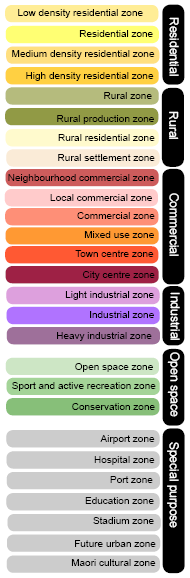 Low density residential zone
Residential zone
Medium density residential zone
High density residential zone
Residential
Rural zone
Rural production zone
Rural residential zone
Rural settlement zone
Rural
Neighbourhood commercial zone
Local commercial zone
Commercial zone
Mixed use zone
Town centre zone
City centre zone
Commercial
Light industrial zone
Industrial zone
Heavy industrial zone
Industrial
Open space zone
Sport and active recreation zone
Conservation zone
Open space
Airport zone
Hospital zone
Port zone
Education zone
Stadium zone
Future urban zone
Maori cultural zone
Special purpose